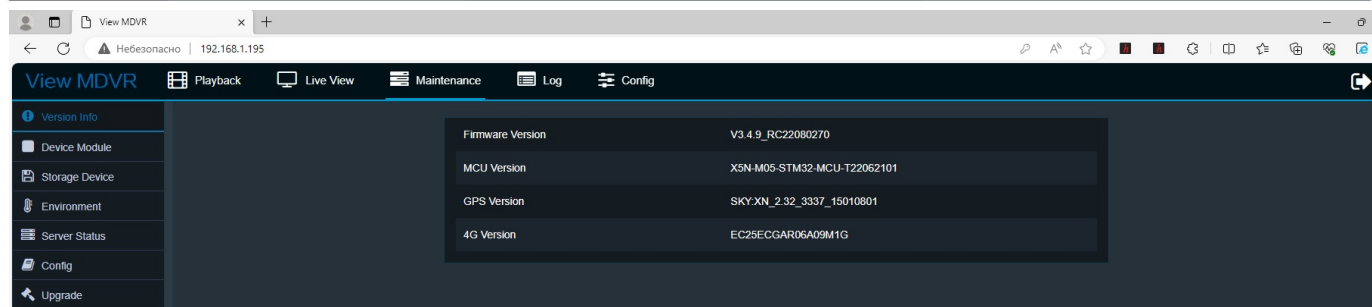 View MDVR
Небезопасно | 192.168.1.195
View MDVR Playback Live View Maintenance Log Config
Version Info
Device Module
Storage Device
Environment
Server Status
Config
Upgrade
Firmware Version V3.4.9_RC22080270
MCU Version X5N-M05-STM32-MCU-T22062101
GPS Version SKY:XN_2.32_3337_15010801
4G Version EC25ECGAR06A09M1G